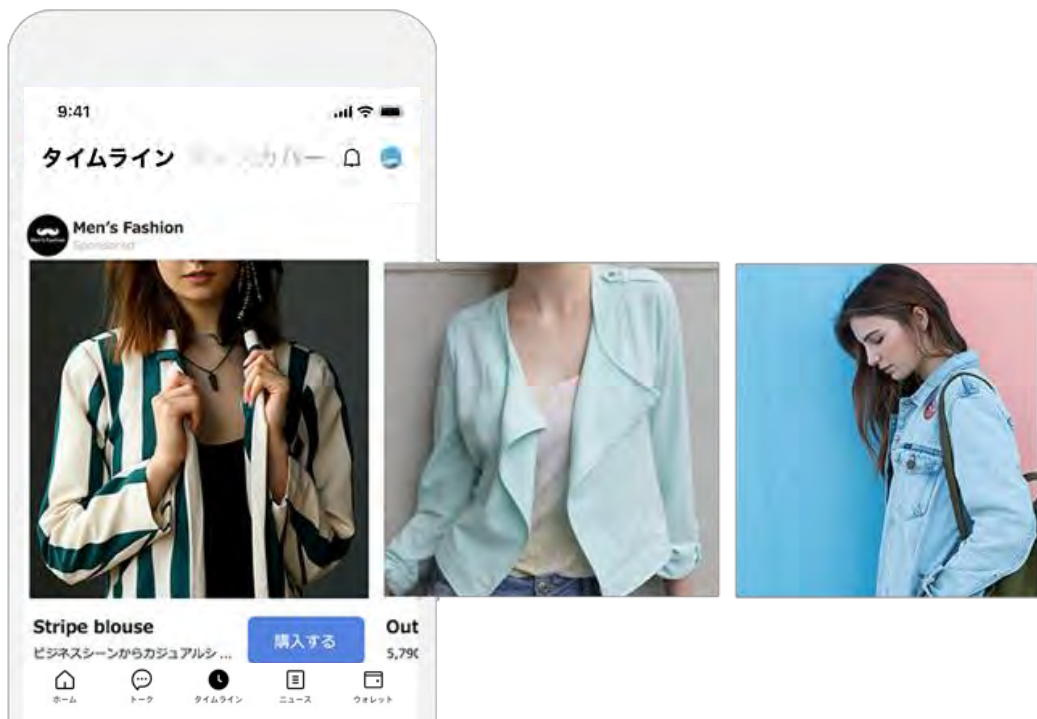 9:41
タイムライン
Men's Fashion
Sponsored
Stripe blouse
ビジネスシーンからカジュアルシ...
購入する
Out
5,790
ホーム
トーク
タイムライン
ニュース
ウォレット